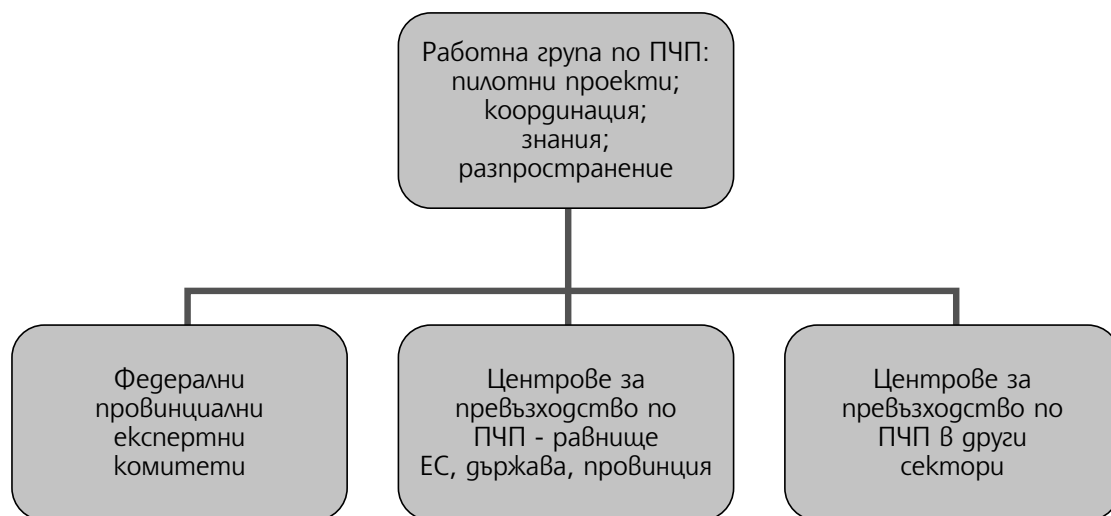 Работна група по ПЧП:
пилотни проекти;
координация;
знания;
разпространение
Федерални
провинциални
експертни
комитети
Центрове за
превъзходство по
ПЧП - равнище
ЕС, държава, провинция
Центрове за
превъзходство по
ПЧП в други
сектори